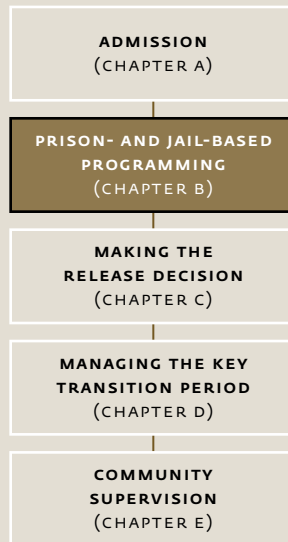 ADMISSION
(CHAPTER A)
PRISON- AND JAIL-BASED
PROGRAMMING
(CHAPTER B)
MAKING THE
RELEASE DECISION
(CHAPTER C)
MANAGING THE KEY
TRANSITION PERIOD
(CHAPTER D)
COMMUNITY
SUPERVISION
(CHAPTER E)